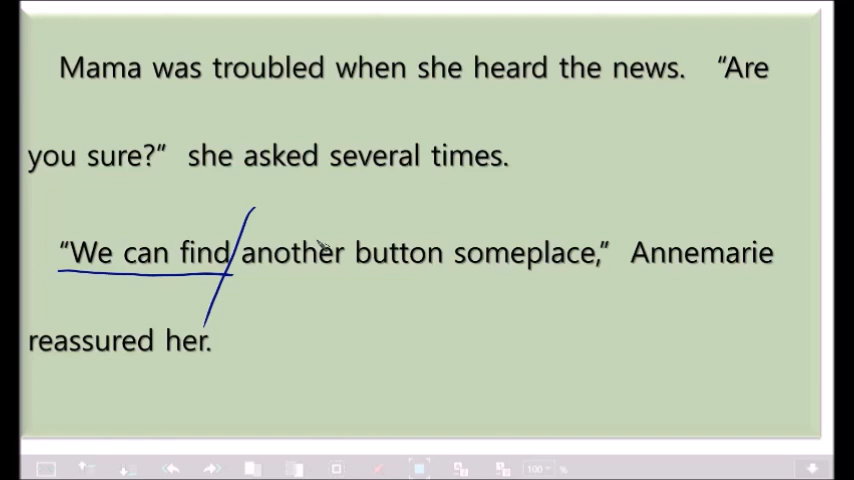 Mama was troubled when she heard the news. “Are
you sure?“ she asked several times.
“We can find another button someplace,” Annemarie
reassured her.
100
%